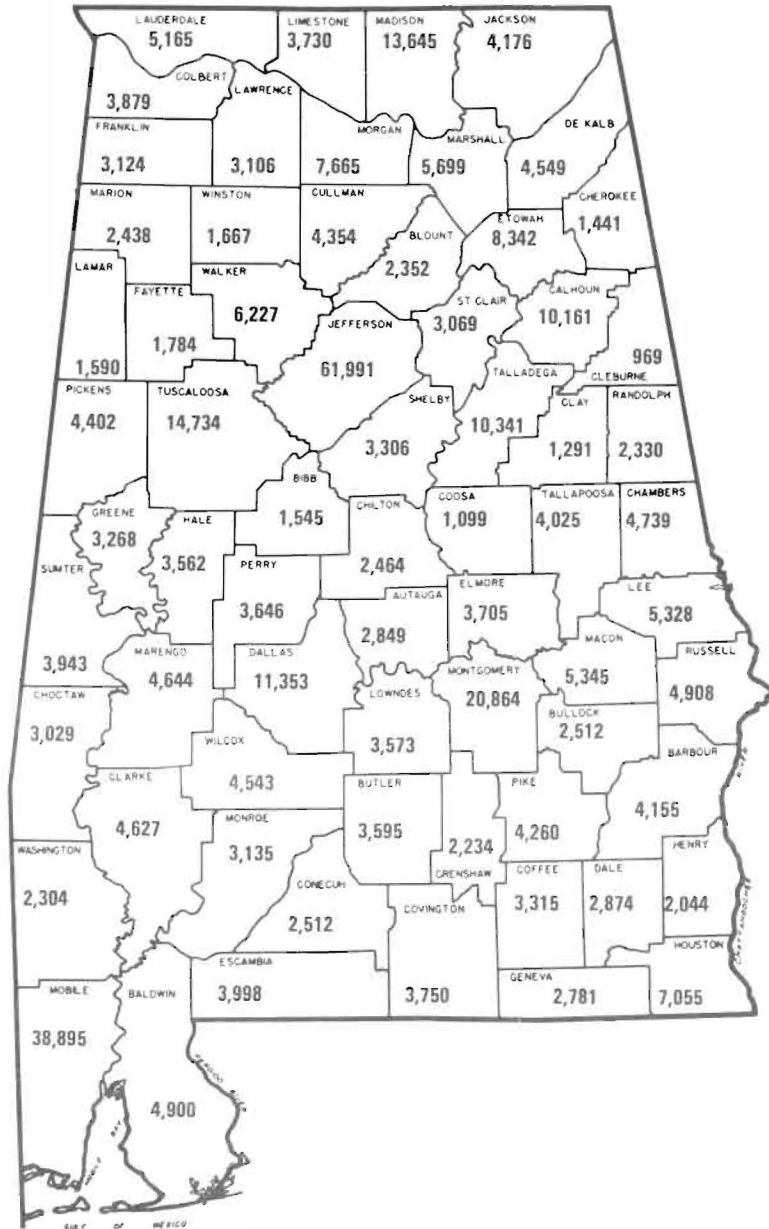 LAUDERDALE
5,165
LIMESTONE
3,730
MADISON
13,645
JACKSON
4,176
COLBERT
3,879
LAWRENCE
3,106
FRANKLIN
3,124
MORGAN
7,665
MARSHALL
5,699
DE KALB
4,549
MARION
2,438
WINSTON
1,667
CULLMAN
4,354
BLOUNT
2,352
ETOWAH
8,342
CHEROKEE
1,441
LAMAR
1,590
FAYETTE
1,784
WALKER
6,227
JEFFERSON
61,991
ST CLAIR
3,069
CALHOUN
10,161
969
CLEBURNE
PICKENS
4,402
TUSCALOOSA
14,734
SHELBY
3,306
TALLADEGA
10,341
CLAY
1,291
RANDOLPH
2,330
BIBB
1,545
CHILTON
2,464
COOSA
1,099
TALLAPOOSA
4,025
CHAMBERS
4,739
GREENE
3,268
HALE
3,562
SUMTER
3,943
PERRY
3,646
AUTAUGA
2,849
ELMORE
3,705
LEE
5,328
MARENGO
4,644
DALLAS
11,353
LOWNDES
3,573
MONTGOMERY
20,864
MACON
5,345
RUSSELL
4,908
CHOCTAW
3,029
WILCOX
4,543
BULLOCK
2,512
BARBOUR
4,155
CLARKE
4,627
MONROE
3,135
BUTLER
3,595
2,234
CRENSHAW
PIKE
4,260
WASHINGTON
2,304
CONECUH
2,512
COVINGTON
3,750
COFFEE
3,315
DALE
2,874
HENRY
2,044
ESCAMBIA
3,998
GENEVA
2,781
HOUSTON
7,055
MOBILE
38,895
BALDWIN
4,900
CHATTAHOOCHEE RIVER
PERDIDO RIVER
MOBILE BAY
GULF OF MEXICO